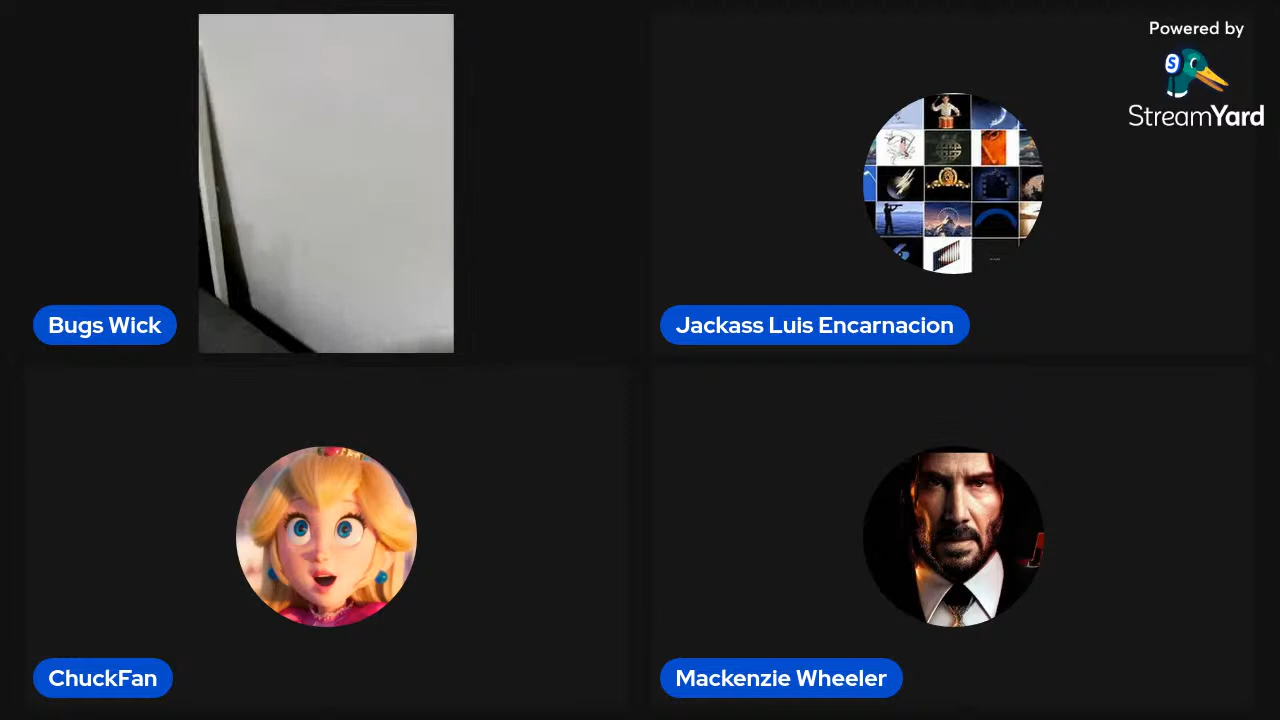 Powered by
StreamYard
Bugs Wick
Jackass Luis Encarnacion
ChuckFan
Mackenzie Wheeler